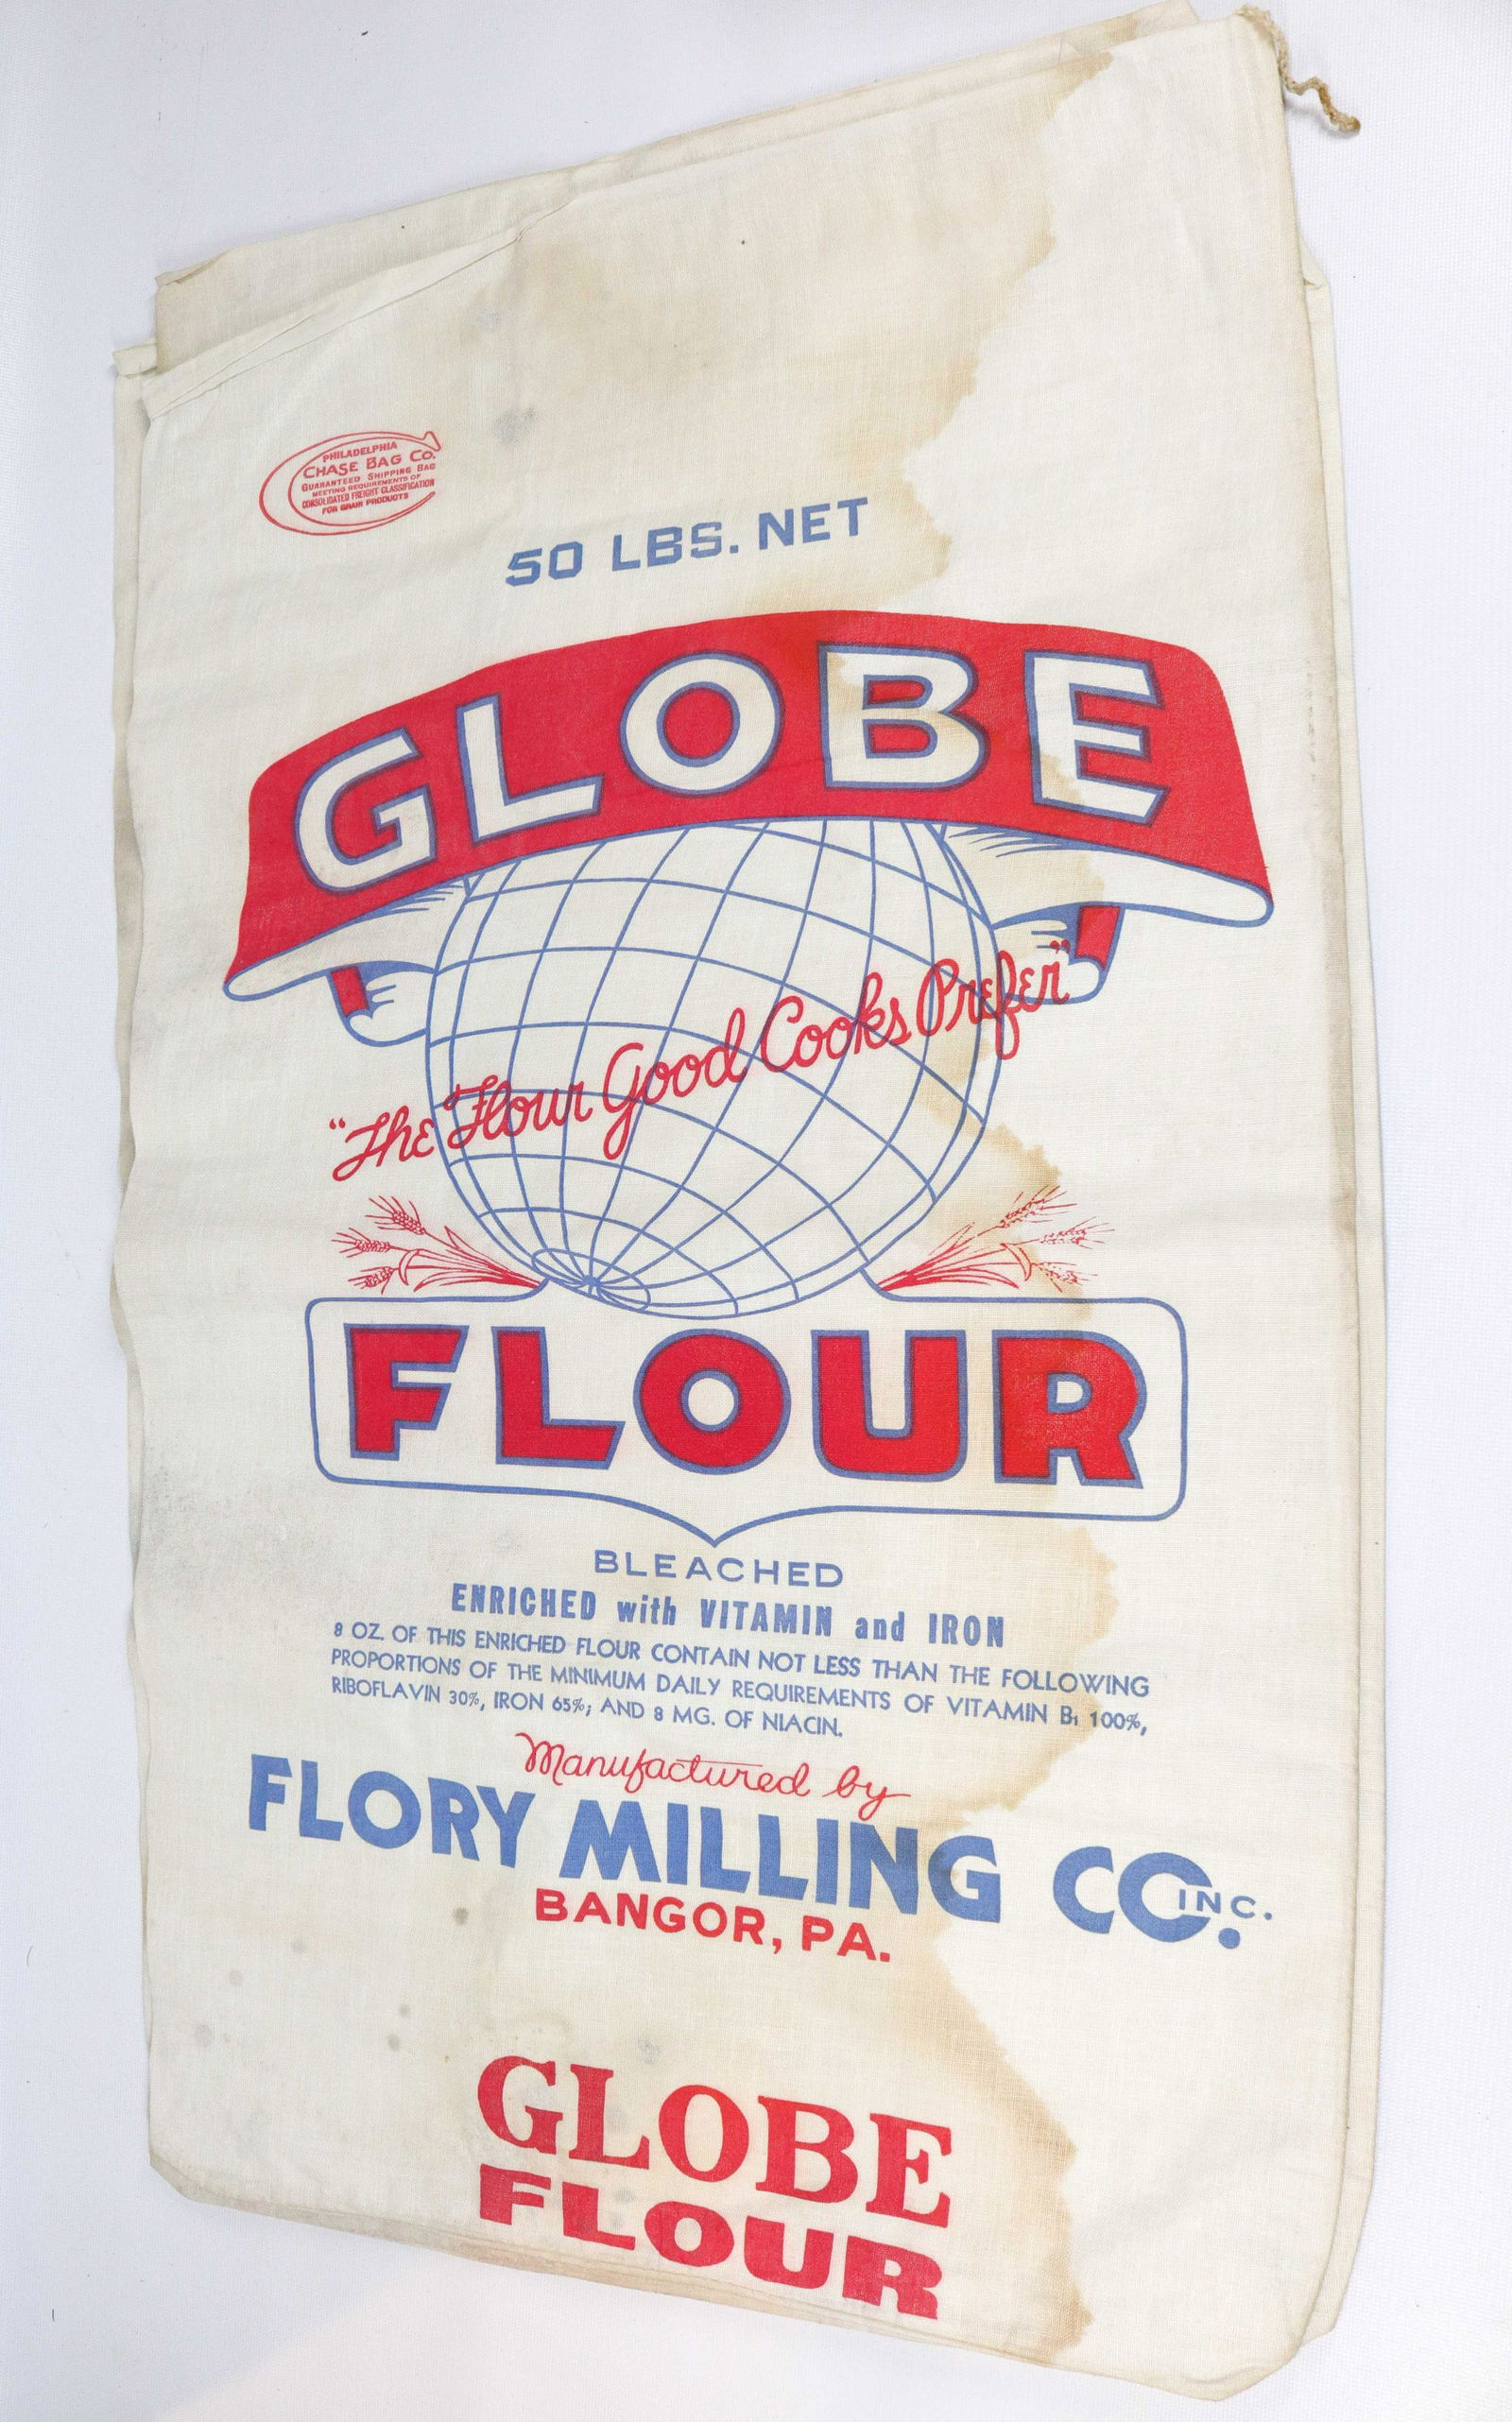 PHILADELPHIA
CHASE BAG CO.
GUARANTEED SHIPPING BAG
MEETING REQUIREMENTS OF
CONSOLIDATED FREIGHT CLASSIFICATION
FOR GRAIN PRODUCTS
50 LBS. NET
GLOBE
"The Flour Good Cooks Prefer"
FLOUR
BLEACHED
ENRICHED with VITAMIN and IRON
8 OZ. OF THIS ENRICHED FLOUR CONTAIN NOT LESS THAN THE FOLLOWING
PROPORTIONS OF THE MINIMUM DAILY REQUIREMENTS OF VITAMIN B₁ 100%,
RIBOFLAVIN 30%, IRON 65%; AND 8 MG. OF NIACIN.
Manufactured by
FLORY MILLING CO. INC.
BANGOR, PA.
GLOBE
FLOUR